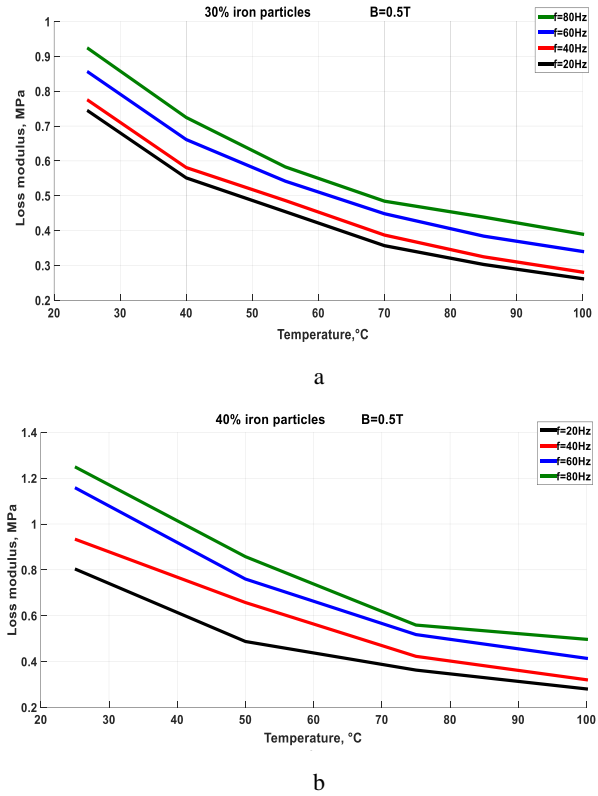 30% iron particles B=0.5T
f=80Hz
f=60Hz
f=40Hz
f=20Hz
1
0.9
0.8
0.7
0.6
0.5
0.4
0.3
0.2
Loss modulus, MPa
20 30 40 50 60 70 80 90 100
Temperature,°C
a
40% iron particles B=0.5T
f=20Hz
f=40Hz
f=60Hz
f=80Hz
1.4
1.2
1
0.8
0.6
0.4
0.2
Loss modulus, MPa
20 30 40 50 60 70 80 90 100
Temperature, °C
b